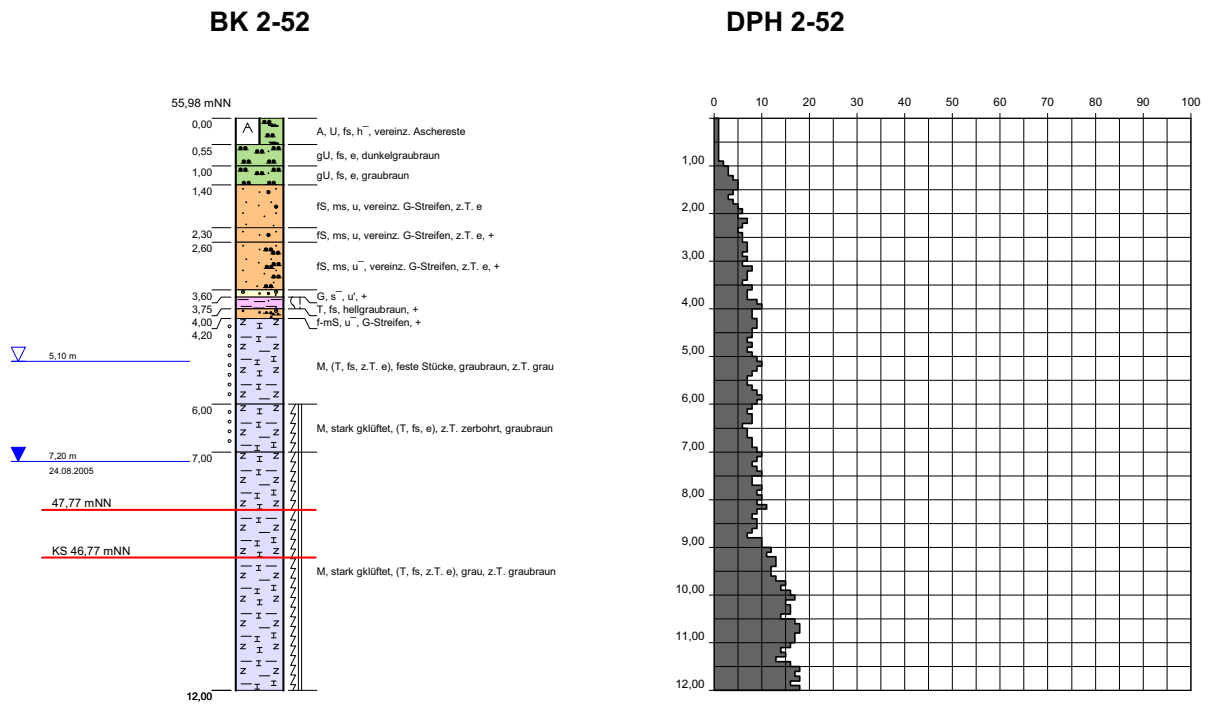 BK 2-52
DPH 2-52
55,98 mNN
0,00
A, U, fs, h¯, vereinz. Aschereste
0,55
gU, fs, e, dunkelgraubraun
1,00
gU, fs, e, graubraun
1,40
fS, ms, u, vereinz. G-Streifen, z.T. e
2,30
fS, ms, u, vereinz. G-Streifen, z.T. e, +
2,60
fS, ms, u¯, vereinz. G-Streifen, z.T. e, +
3,60
G, s¯, u', +
3,75
T, fs, hellgraubraun, +
4,00
f-mS, u¯, G-Streifen, +
4,20
5,10 m
M, (T, fs, z.T. e), feste Stücke, graubraun, z.T. grau
6,00
M, stark gklüftet, (T, fs, e), z.T. zerbohrt, graubraun
7,20 m
7,00
24.08.2005
47,77 mNN
KS 46,77 mNN
M, stark gklüftet, (T, fs, z.T. e), grau, z.T. graubraun
12,00
A
0 10 20 30 40 50 60 70 80 90 100
1,00
2,00
3,00
4,00
5,00
6,00
7,00
8,00
9,00
10,00
11,00
12,00